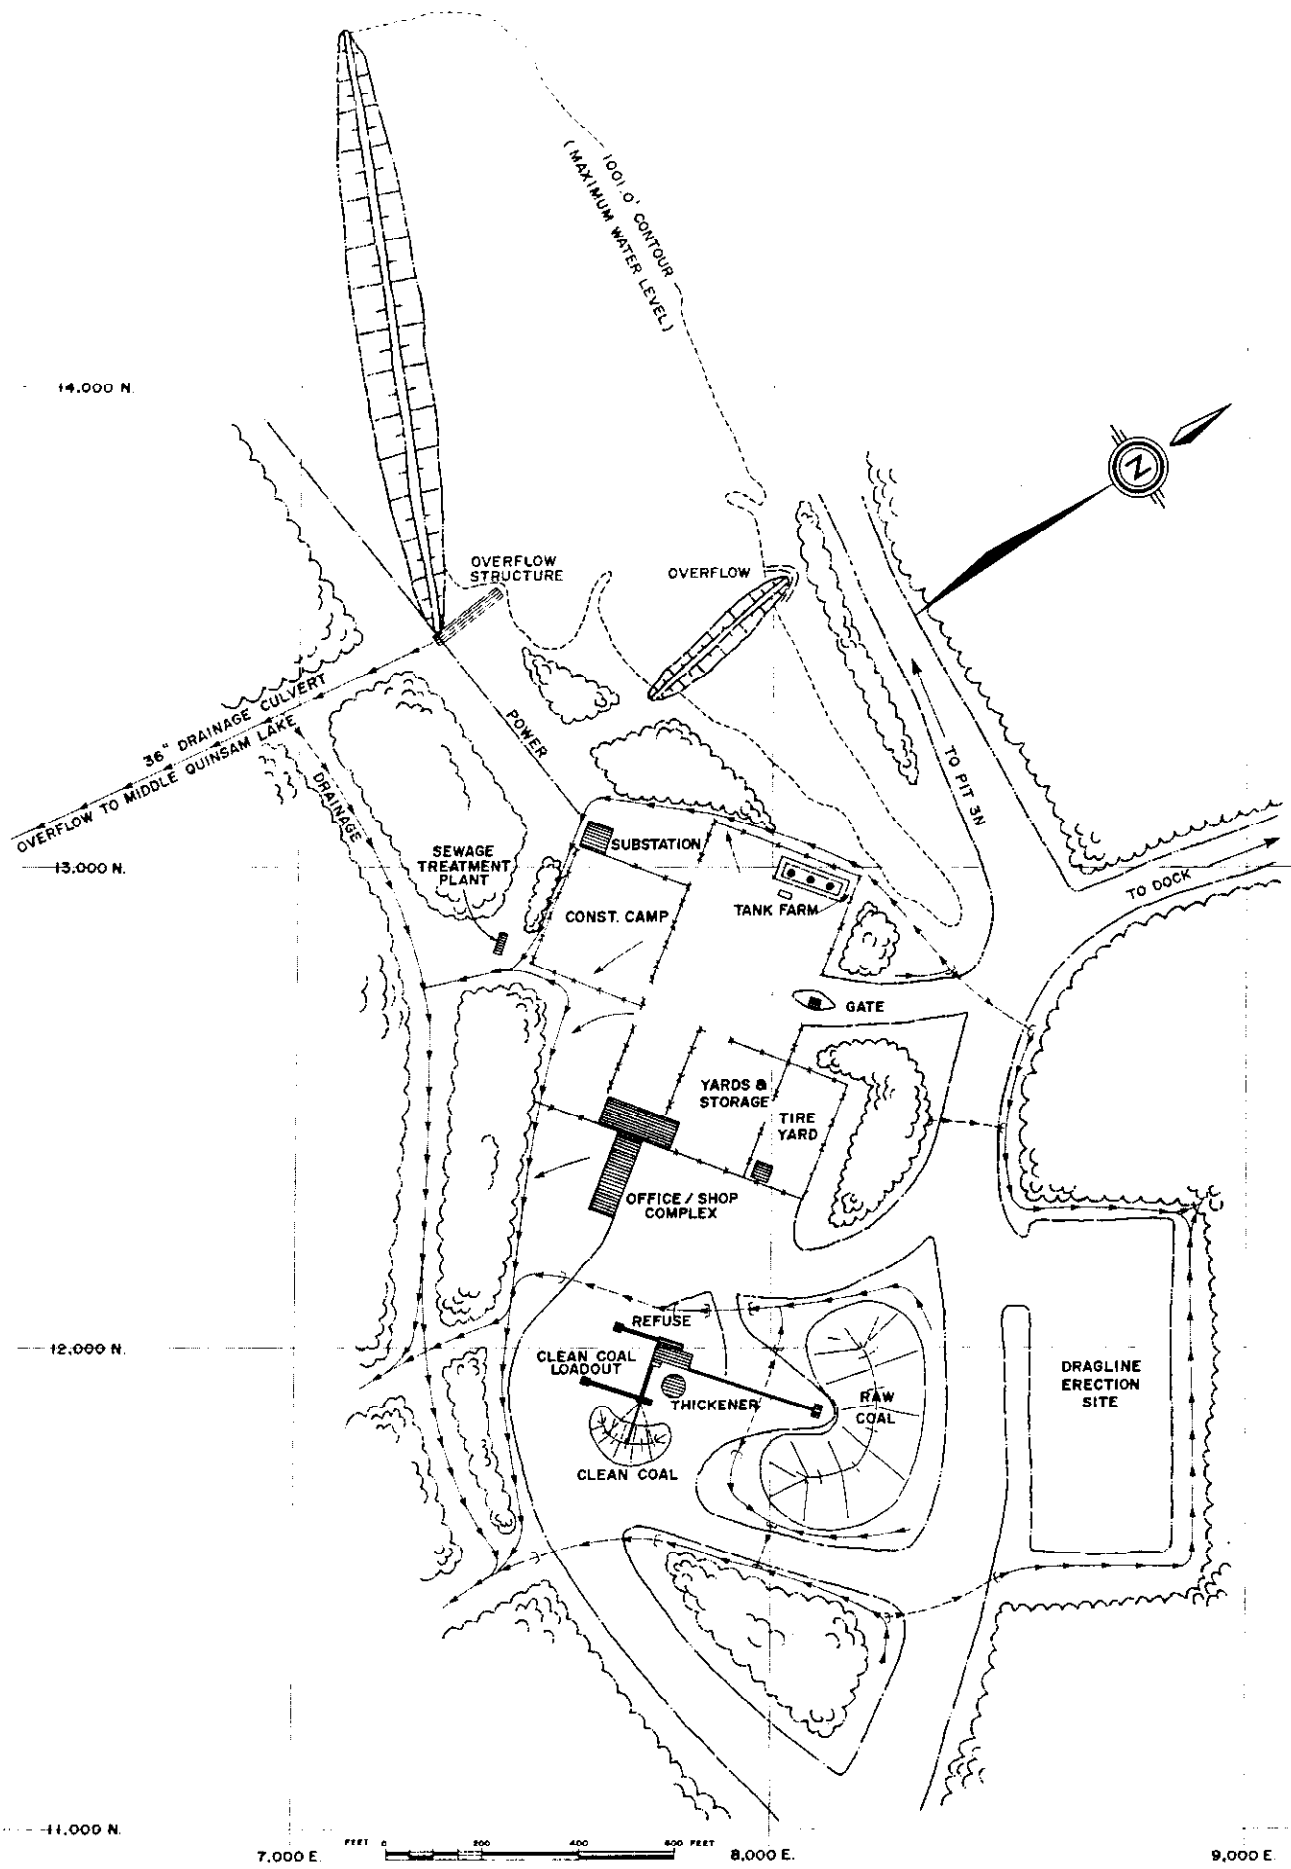 1001.0' CONTOUR
(MAXIMUM WATER LEVEL)
14,000 N.
N
OVERFLOW
STRUCTURE
OVERFLOW
36" DRAINAGE CULVERT
OVERFLOW TO MIDDLE QUINSAM LAKE
POWER
DRAINAGE
TO PIT 3N
13,000 N.
SUBSTATION
SEWAGE
TREATMENT
PLANT
TO DOCK
TANK FARM
CONST. CAMP
GATE
YARDS &
STORAGE
TIRE
YARD
OFFICE / SHOP
COMPLEX
REFUSE
12,000 N.
CLEAN COAL
LOADOUT
THICKENER
RAW
COAL
DRAGLINE
ERECTION
SITE
CLEAN COAL
11,000 N.
FEET 0 200 400 600 FEET
7,000 E. 8,000 E. 9,000 E.